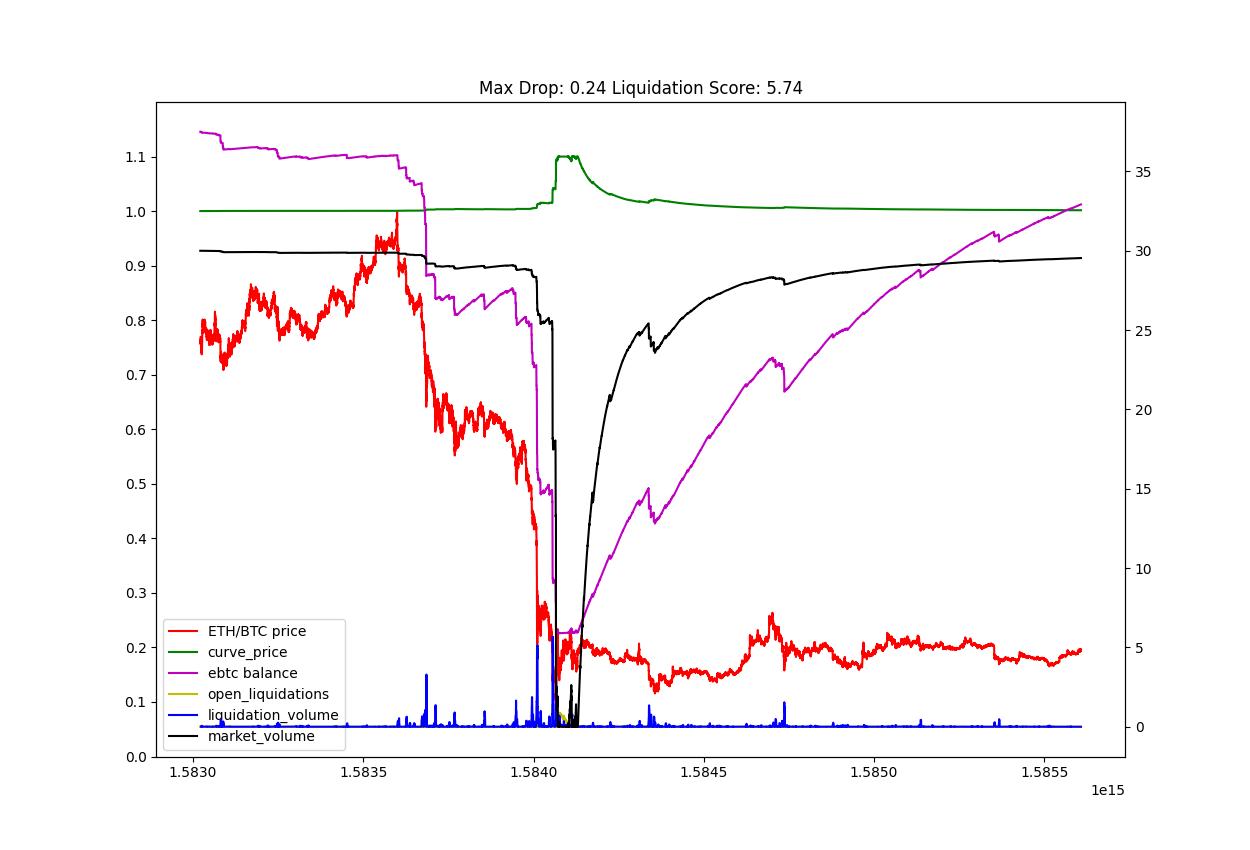 Max Drop: 0.24 Liquidation Score: 5.74
1.1
1.0
0.9
0.8
0.7
0.6
0.5
0.4
0.3
0.2
0.1
0.0
35
30
25
20
15
10
5
0
ETH/BTC price
curve_price
ebtc balance
open_liquidations
liquidation_volume
market_volume
1.5830 1.5835 1.5840 1.5845 1.5850 1.5855
1e15